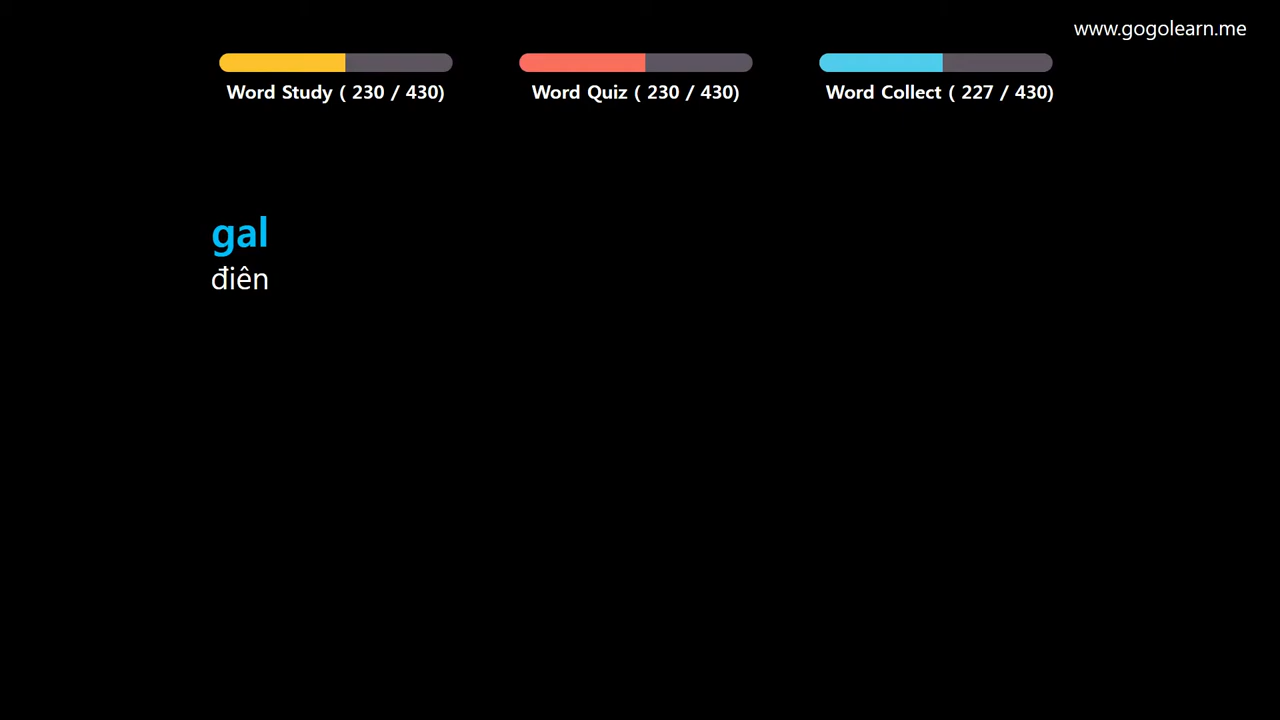 www.gogolearn.me
Word Study ( 230 / 430)
Word Quiz ( 230 / 430)
Word Collect ( 227 / 430)
gal
điên